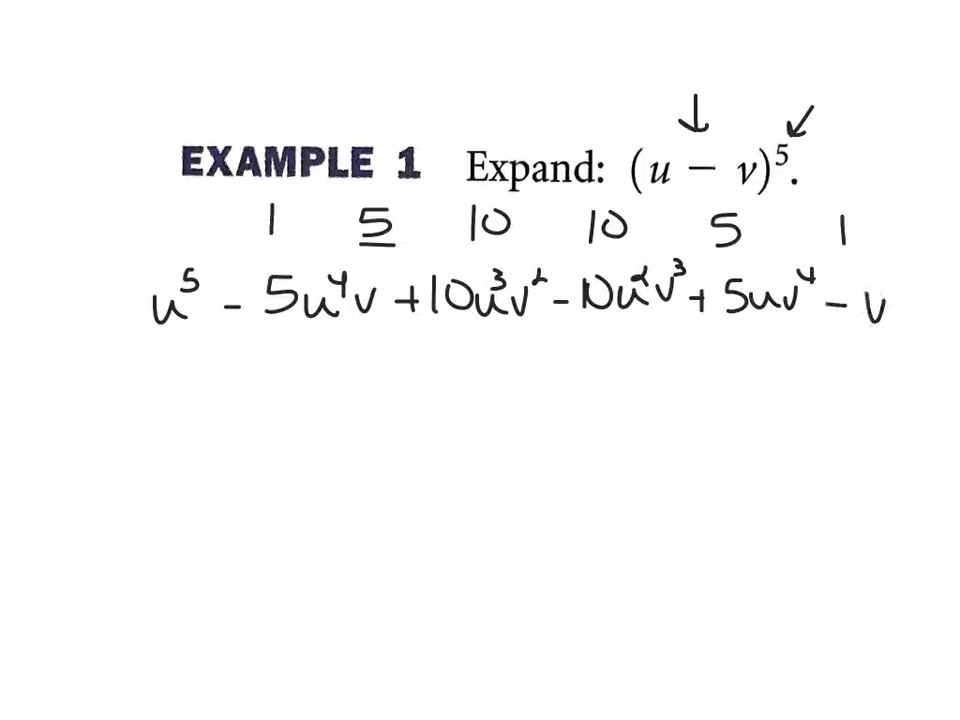 EXAMPLE 1 Expand: (u − v)⁵.
1 5 10 10 5 1
u⁵ - 5u⁴v + 10u³v² - 10u²v³ + 5uv⁴ - v